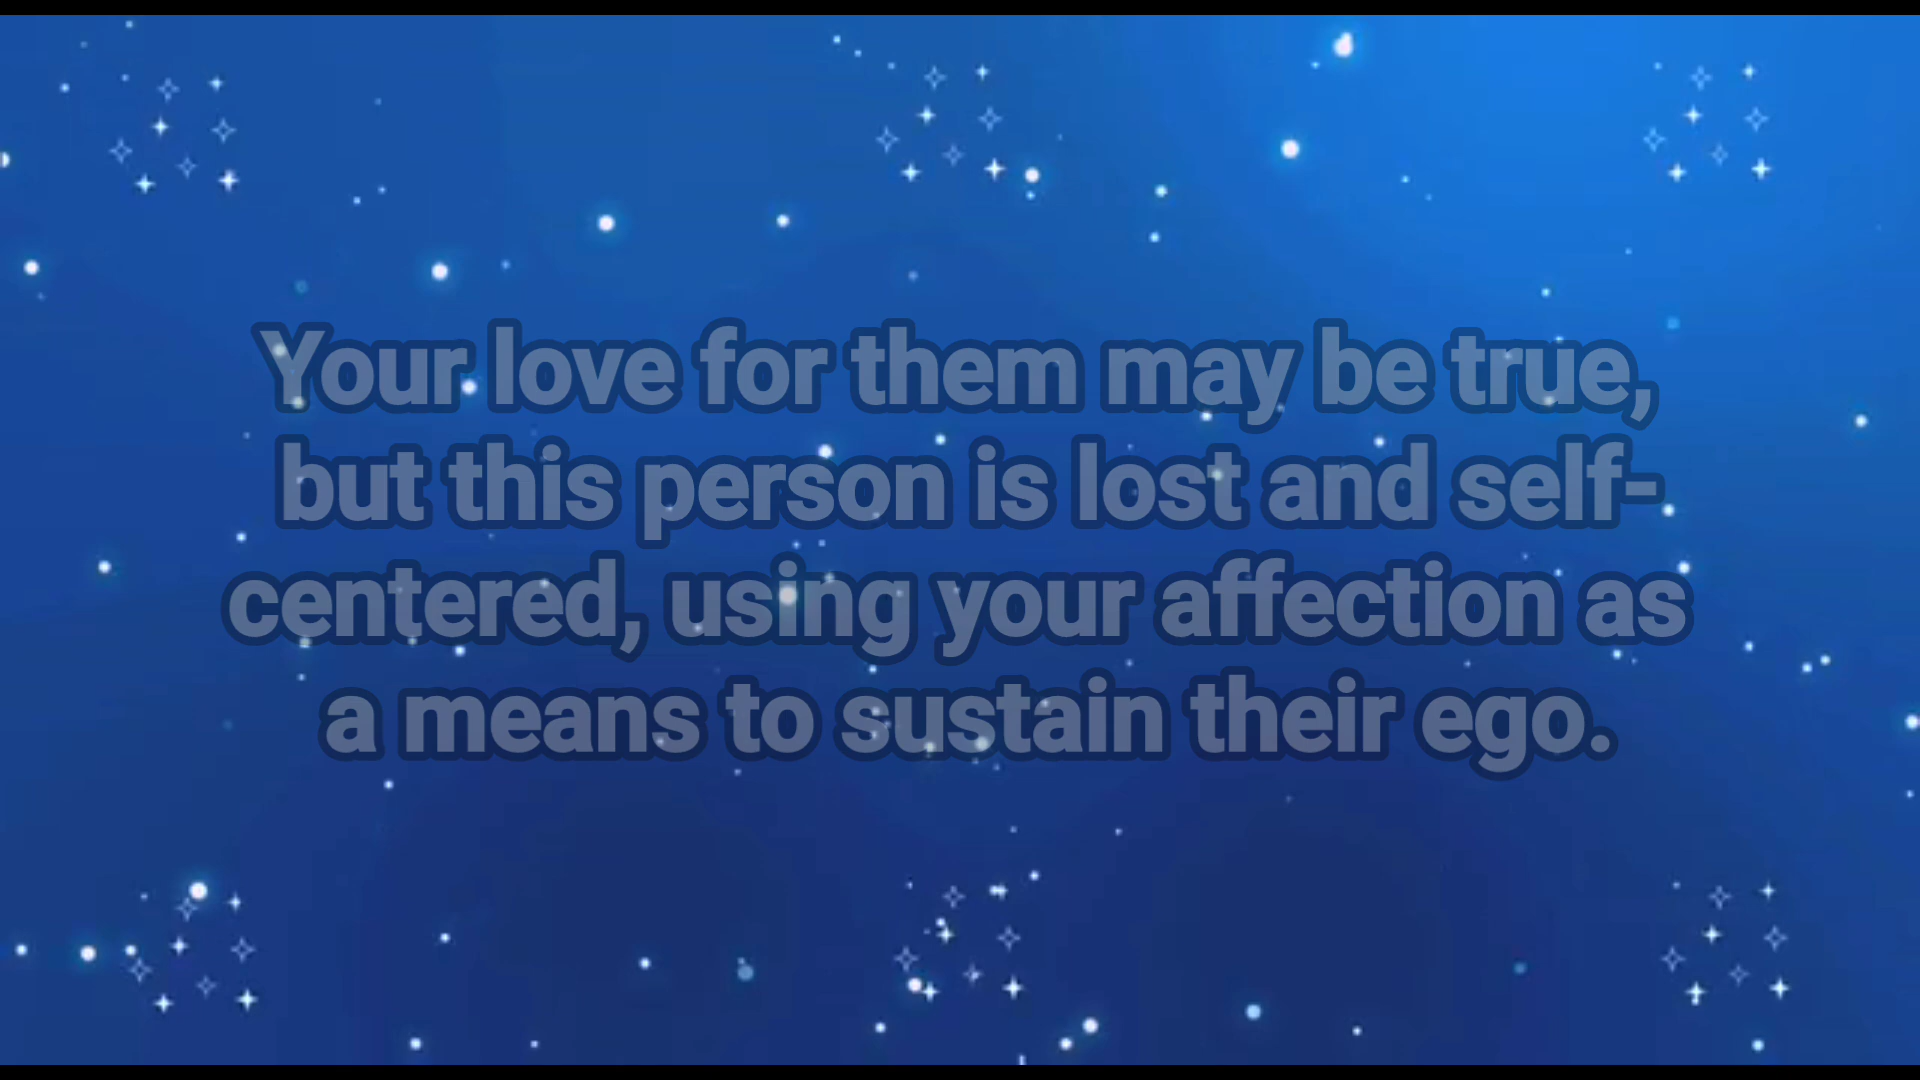 Your love for them may be true,
but this person is lost and self-
centered, using your affection as
a means to sustain their ego.